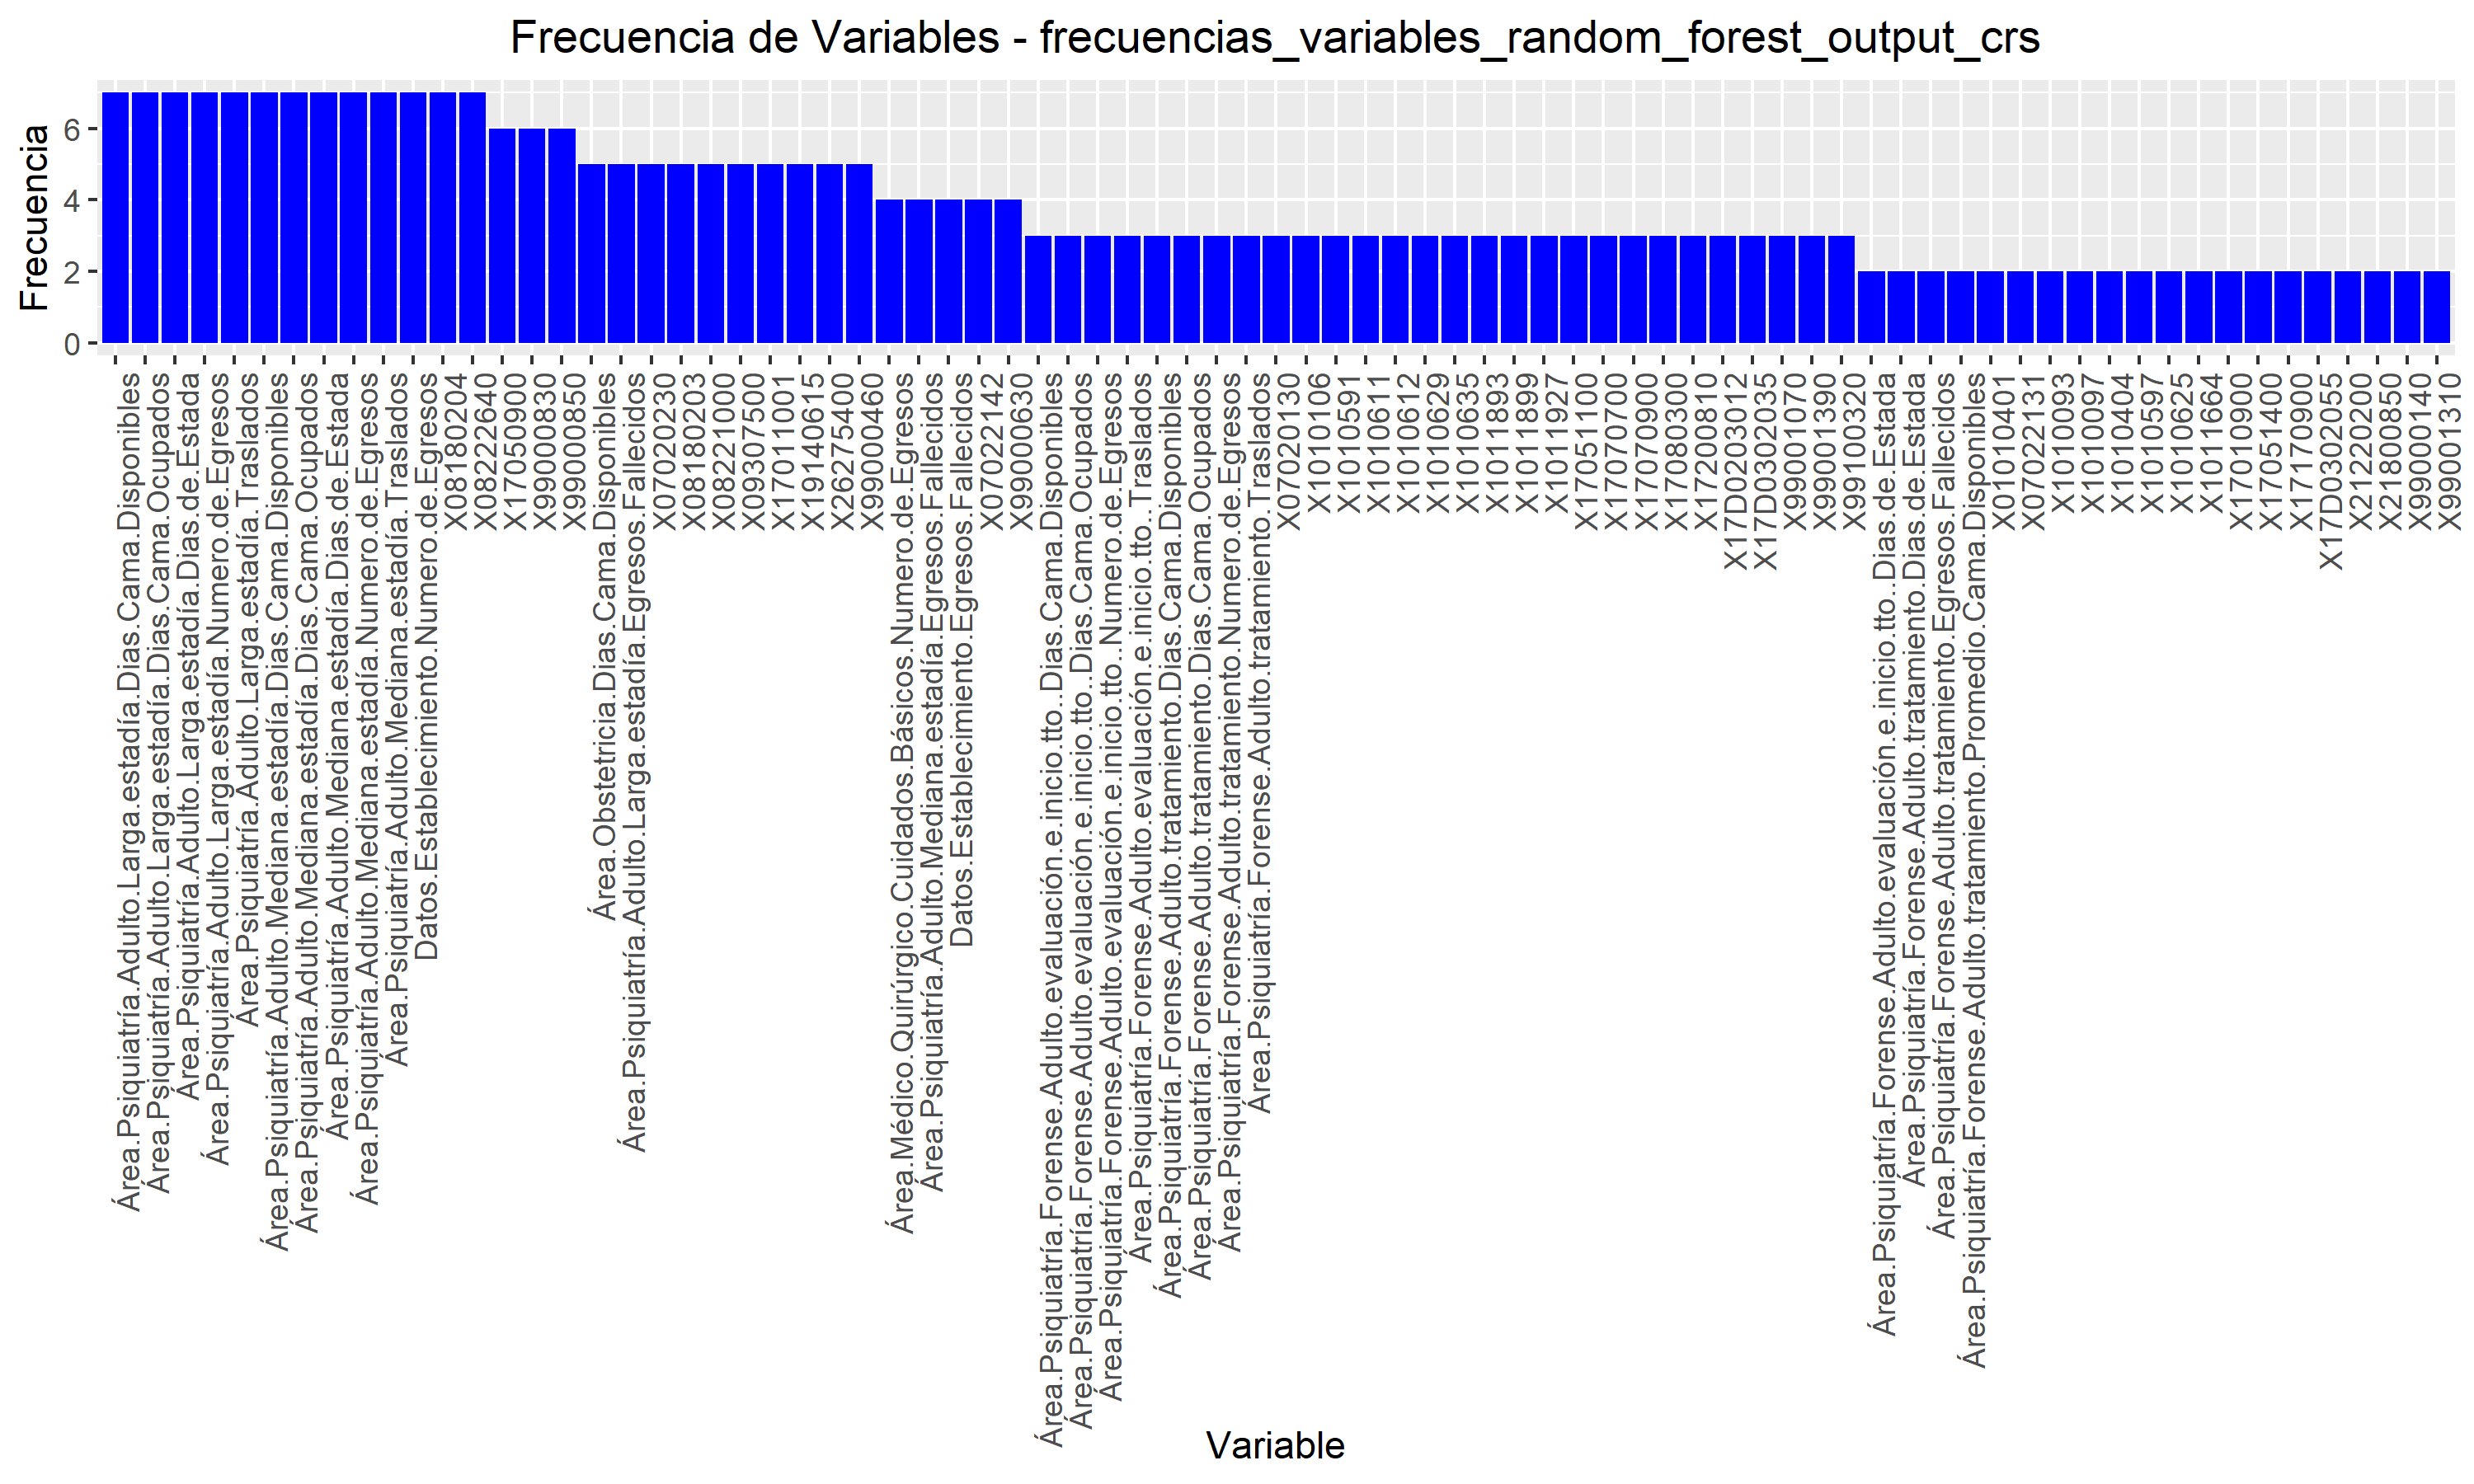 Frecuencia de Variables - frecuencias_variables_random_forest_output_crs
Frecuencia
6
4
2
0
Área.Psiquiatría.Adulto.Larga.estadía.Dias.Cama.Disponibles
Área.Psiquiatría.Adulto.Larga.estadía.Dias.Cama.Ocupados
Área.Psiquiatría.Adulto.Larga.estadía.Dias.de.Estada
Área.Psiquiatría.Adulto.Larga.estadía.Numero.de.Egresos
Área.Psiquiatría.Adulto.Larga.estadía.Traslados
Área.Psiquiatría.Adulto.Mediana.estadía.Dias.Cama.Disponibles
Área.Psiquiatría.Adulto.Mediana.estadía.Dias.Cama.Ocupados
Área.Psiquiatría.Adulto.Mediana.estadía.Dias.de.Estada
Área.Psiquiatría.Adulto.Mediana.estadía.Numero.de.Egresos
Área.Psiquiatría.Adulto.Mediana.estadía.Traslados
Datos.Establecimiento.Numero.de.Egresos
X08180204
X08222640
X17050900
X99000830
X99000850
Área.Obstetricia.Dias.Cama.Disponibles
Área.Psiquiatría.Adulto.Larga.estadía.Egresos.Fallecidos
X07020230
X08180203
X08221000
X09307500
X17011001
X19140615
X26275400
X99000460
Área.Médico.Quirúrgico.Cuidados.Básicos.Numero.de.Egresos
Área.Psiquiatría.Adulto.Mediana.estadía.Egresos.Fallecidos
Datos.Establecimiento.Egresos.Fallecidos
X07022142
X99000630
Área.Psiquiatría.Forense.Adulto.evaluación.e.inicio.tto..Dias.Cama.Disponibles
Área.Psiquiatría.Forense.Adulto.evaluación.e.inicio.tto..Dias.Cama.Ocupados
Área.Psiquiatría.Forense.Adulto.evaluación.e.inicio.tto..Numero.de.Egresos
Área.Psiquiatría.Forense.Adulto.evaluación.e.inicio.tto..Traslados
Área.Psiquiatría.Forense.Adulto.tratamiento.Dias.Cama.Disponibles
Área.Psiquiatría.Forense.Adulto.tratamiento.Dias.Cama.Ocupados
Área.Psiquiatría.Forense.Adulto.tratamiento.Numero.de.Egresos
Área.Psiquiatría.Forense.Adulto.tratamiento.Traslados
X07020130
X1010106
X1010591
X1010611
X1010612
X1010629
X1010635
X1011893
X1011899
X1011927
X17051100
X17070700
X17070900
X17080300
X17200810
X17D0203012
X17D0302035
X99001070
X99001390
X99100320
Área.Psiquiatría.Forense.Adulto.evaluación.e.inicio.tto..Dias.de.Estada
Área.Psiquiatría.Forense.Adulto.tratamiento.Dias.de.Estada
Área.Psiquiatría.Forense.Adulto.tratamiento.Egresos.Fallecidos
Área.Psiquiatría.Forense.Adulto.tratamiento.Promedio.Cama.Disponibles
X01010401
X07022131
X1010093
X1010097
X1010404
X1010597
X1010625
X1011664
X17010900
X17051400
X17170900
X17D0302055
X21220200
X21800850
X99000140
X99001310
Variable